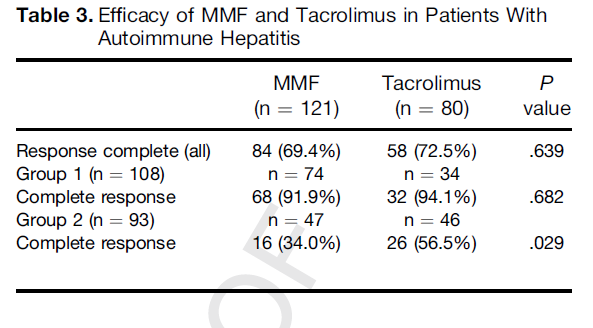 Table 3. Efficacy of MMF and Tacrolimus in Patients With
Autoimmune Hepatitis
MMF Tacrolimus P
(n = 121) (n = 80) value
Response complete (all) 84 (69.4%) 58 (72.5%) .639
Group 1 (n = 108) n = 74 n = 34
Complete response 68 (91.9%) 32 (94.1%) .682
Group 2 (n = 93) n = 47 n = 46
Complete response 16 (34.0%) 26 (56.5%) .029
OF